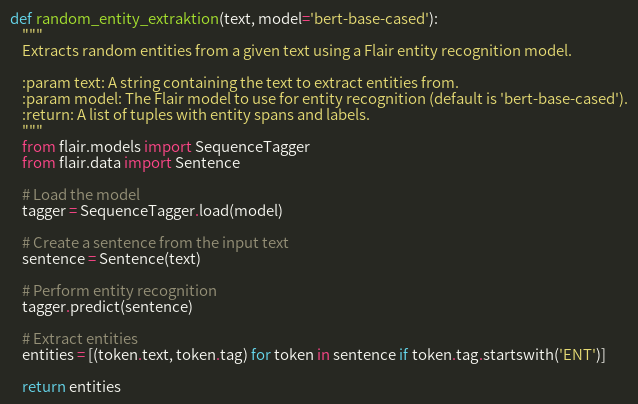 def random_entity_extraktion(text, model='bert-base-cased'):
"""
Extracts random entities from a given text using a Flair entity recognition model.
:param text: A string containing the text to extract entities from.
:param model: The Flair model to use for entity recognition (default is 'bert-base-cased').
:return: A list of tuples with entity spans and labels.
"""
from flair.models import SequenceTagger
from flair.data import Sentence
# Load the model
tagger = SequenceTagger.load(model)
# Create a sentence from the input text
sentence = Sentence(text)
# Perform entity recognition
tagger.predict(sentence)
# Extract entities
entities = [(token.text, token.tag) for token in sentence if token.tag.startswith('ENT')]
return entities